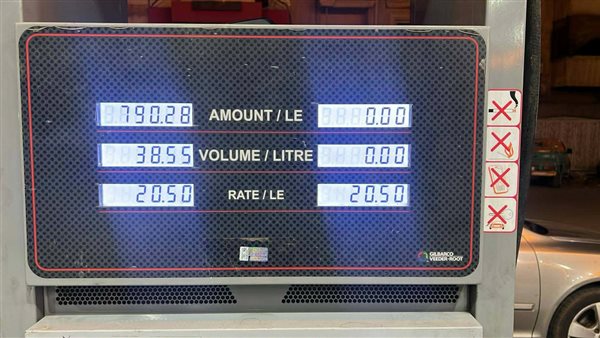 790.28 AMOUNT / LE 0.00
38.55 VOLUME / LITRE 0.00
20.50 RATE / LE 20.50
GILBARCO
VEEDER-ROOT